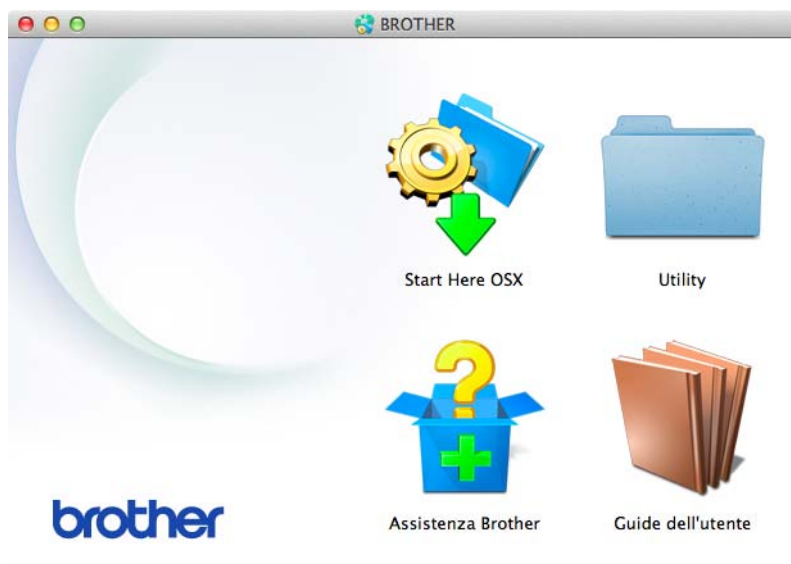 BROTHER
Start Here OSX
Utility
Assistenza Brother
Guide dell'utente
brother